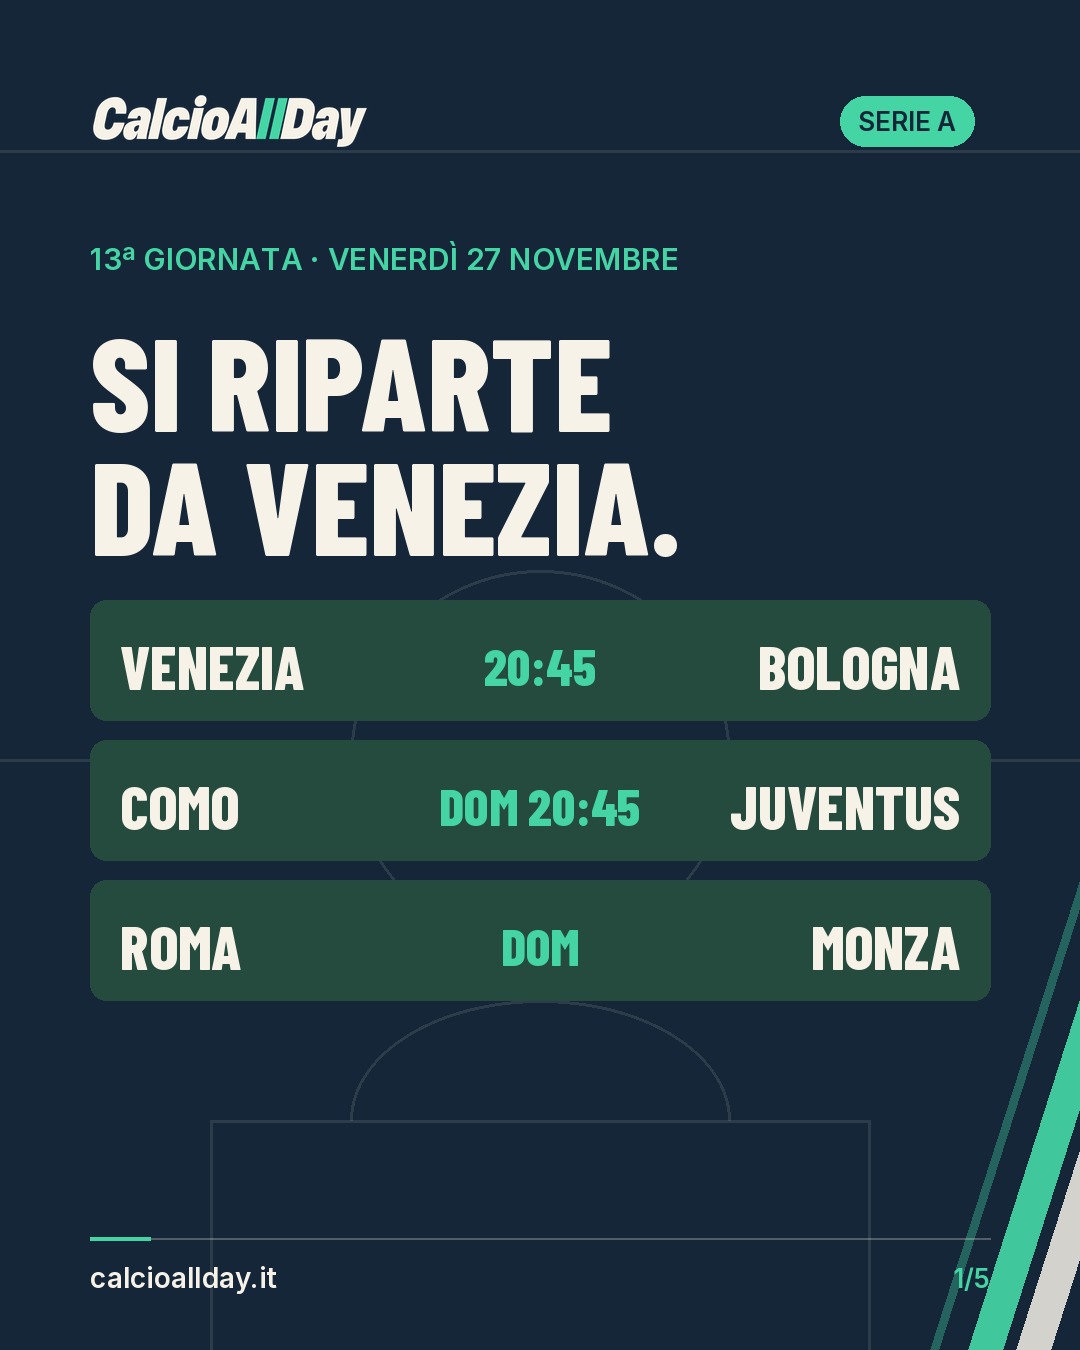 CalcioAllDay
SERIE A
13ª GIORNATA · VENERDÌ 27 NOVEMBRE
SI RIPARTE
DA VENEZIA.
VENEZIA 20:45 BOLOGNA
COMO DOM 20:45 JUVENTUS
ROMA DOM MONZA
calcioallday.it 1/5